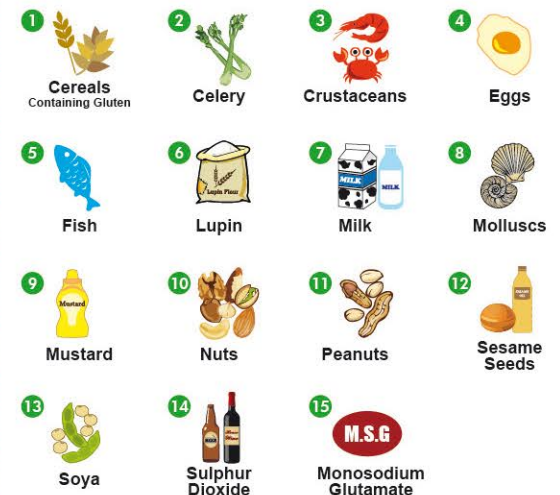 1
Cereals
Containing Gluten
2
Celery
3
Crustaceans
4
Eggs
5
Fish
6
Lupin Flour
Lupin
7
MILK
MILK
Milk
8
Molluscs
9
Mustard
Mustard
10
Nuts
11
Peanuts
12
Sesame
Seeds
13
Soya
14
Sulphur
Dioxide
15
M.S.G
Monosodium
Glutamate